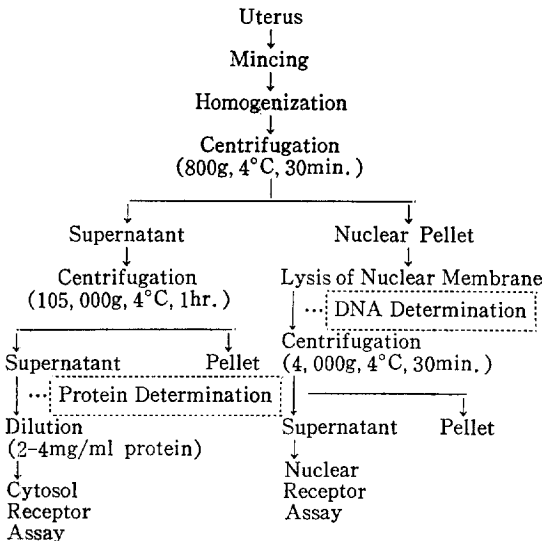 Uterus
Mincing
Homogenization
Centrifugation
(800g, 4°C, 30min.)
Supernatant
Nuclear Pellet
Centrifugation
(105, 000g, 4°C, 1hr.)
Lysis of Nuclear Membrane
··· DNA Determination
Supernatant
Pellet
Centrifugation
(4, 000g, 4°C, 30min.)
··· Protein Determination
Dilution
(2-4mg/ml protein)
Supernatant
Pellet
Cytosol
Receptor
Assay
Nuclear
Receptor
Assay